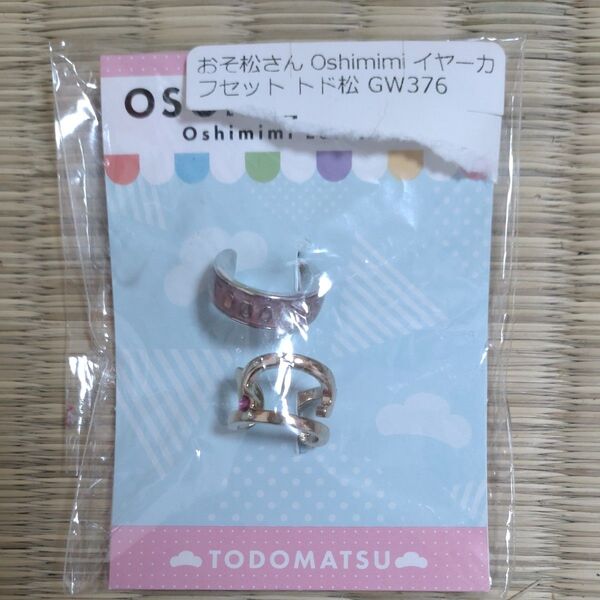 おそ松さん Oshimimi イヤーカ
フセット トド松 GW376
Oshimimi
TODOMATSU